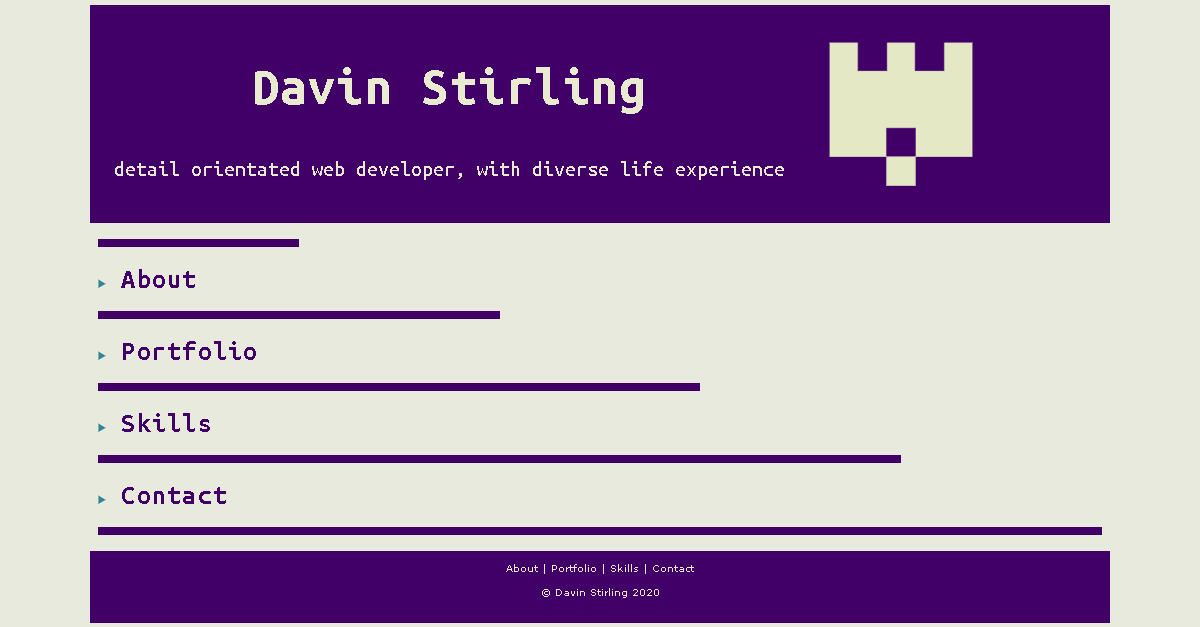 Davin Stirling
detail orientated web developer, with diverse life experience
About
Portfolio
Skills
Contact
About | Portfolio | Skills | Contact
© Davin Stirling 2020